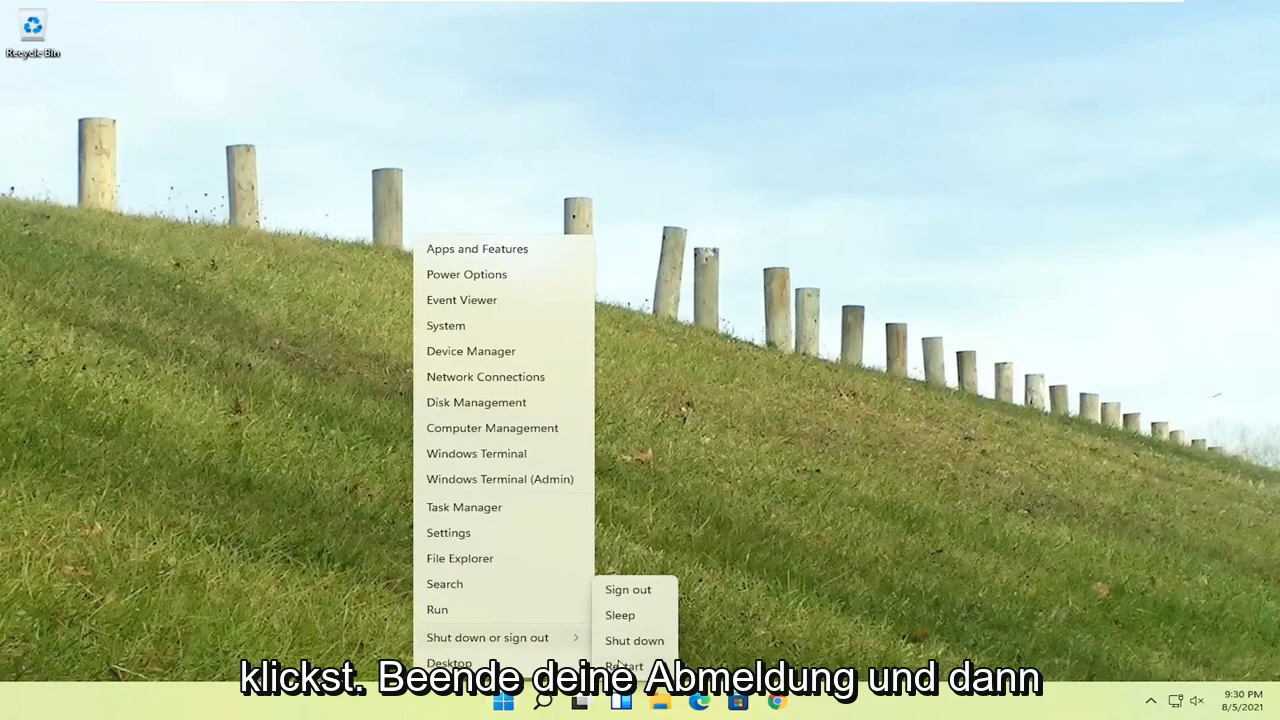 Recycle Bin
Apps and Features
Power Options
Event Viewer
System
Device Manager
Network Connections
Disk Management
Computer Management
Windows Terminal
Windows Terminal (Admin)
Task Manager
Settings
File Explorer
Search
Run
Shut down or sign out
Desktop
Sign out
Sleep
Shut down
Restart
klickst. Beende deine Abmeldung und dann
9:30 PM
8/5/2021